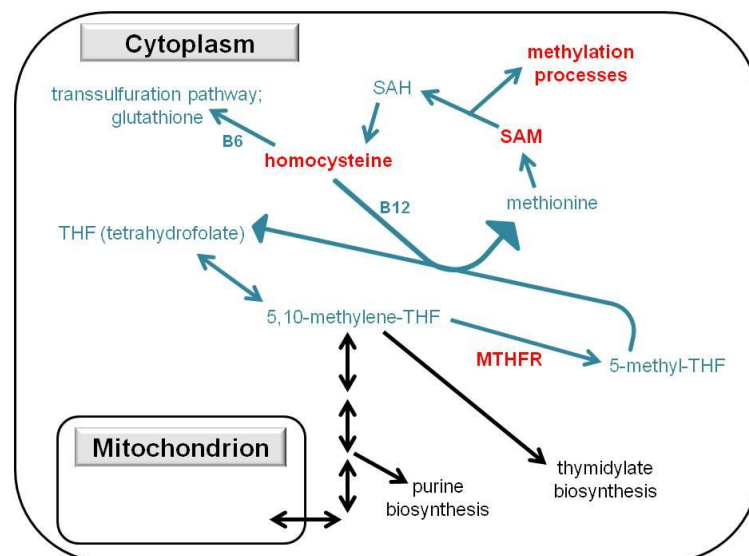 Cytoplasm
methylation
processes
transsulfuration pathway;
glutathione
SAH
B6
SAM
homocysteine
B12
methionine
THF (tetrahydrofolate)
5,10-methylene-THF
MTHFR
5-methyl-THF
Mitochondrion
purine
biosynthesis
thymidylate
biosynthesis